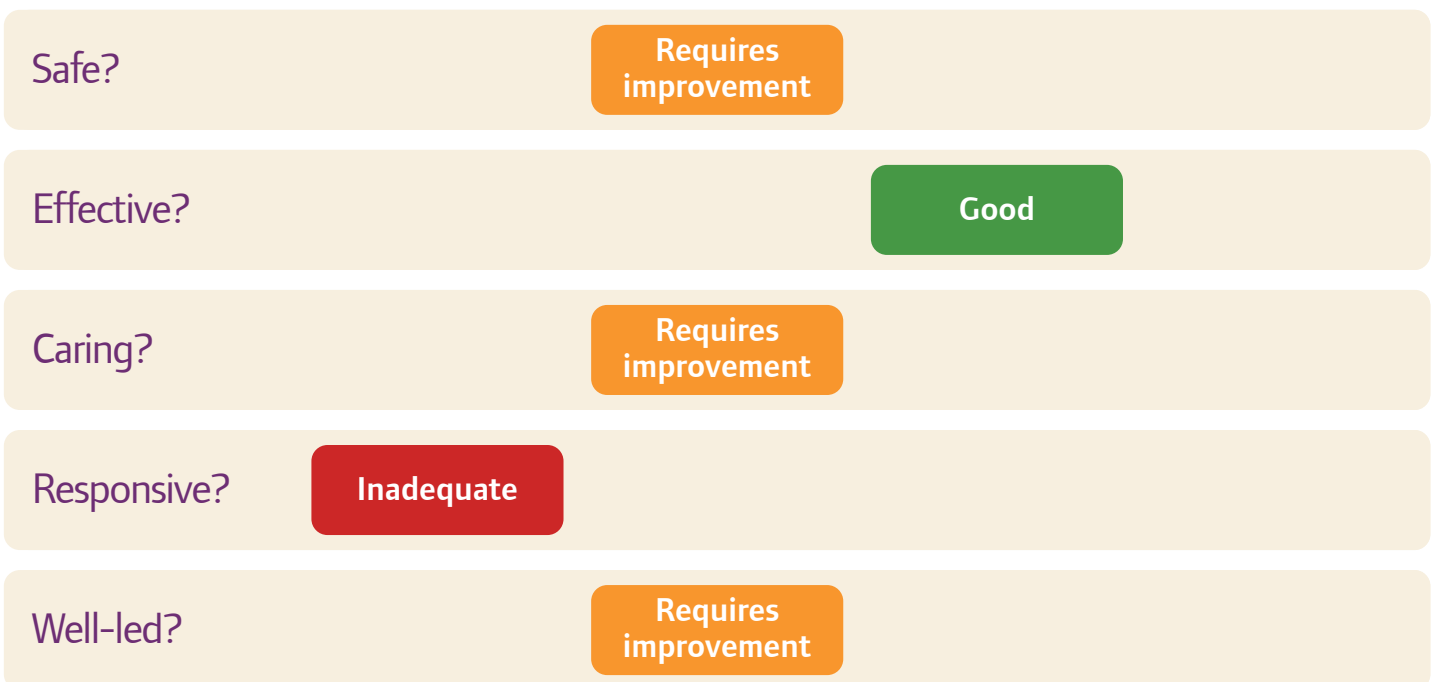 Safe?
Requires
improvement
Effective?
Good
Caring?
Requires
improvement
Responsive?
Inadequate
Well-led?
Requires
improvement